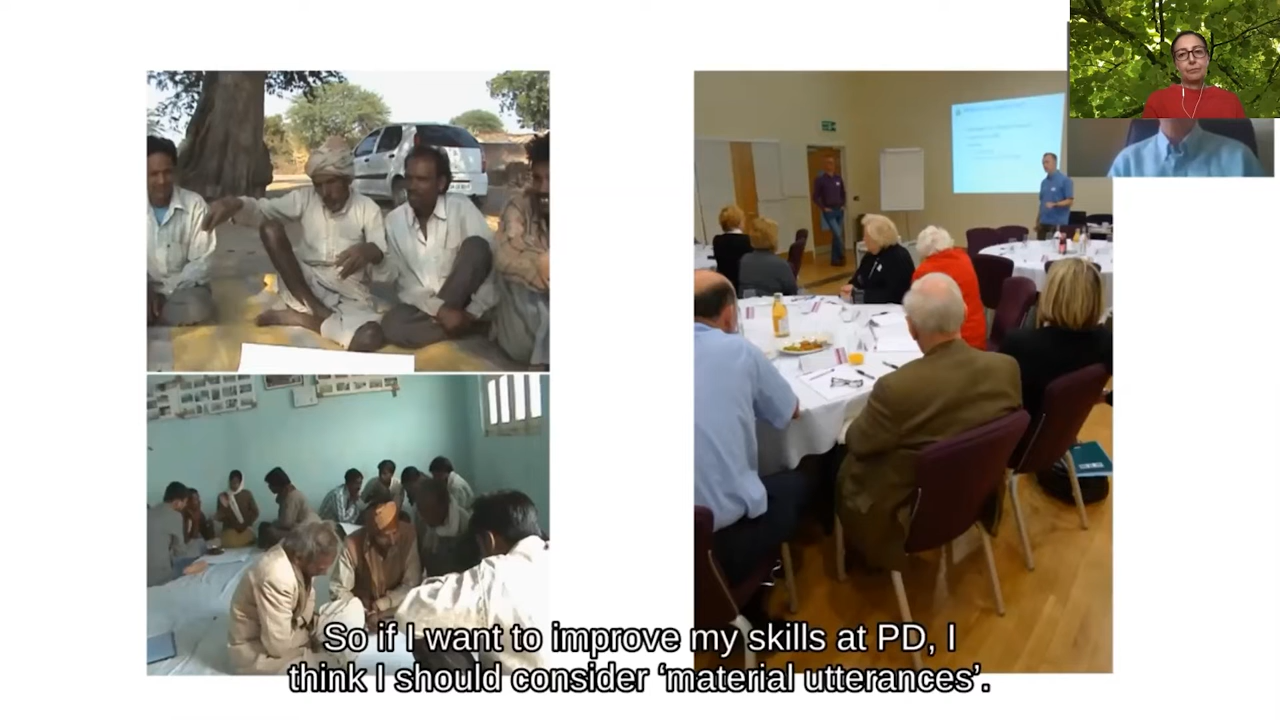 So if I want to improve my skills at PD, I
think I should consider ‘material utterances’.